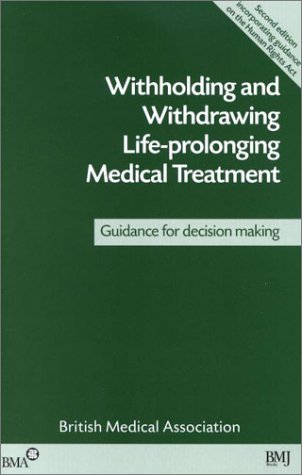 Second edition
incorporating guidance
on the Human Rights Act
Withholding and
Withdrawing
Life-prolonging
Medical Treatment
Guidance for decision making
British Medical Association
BMA
BMJ
Books